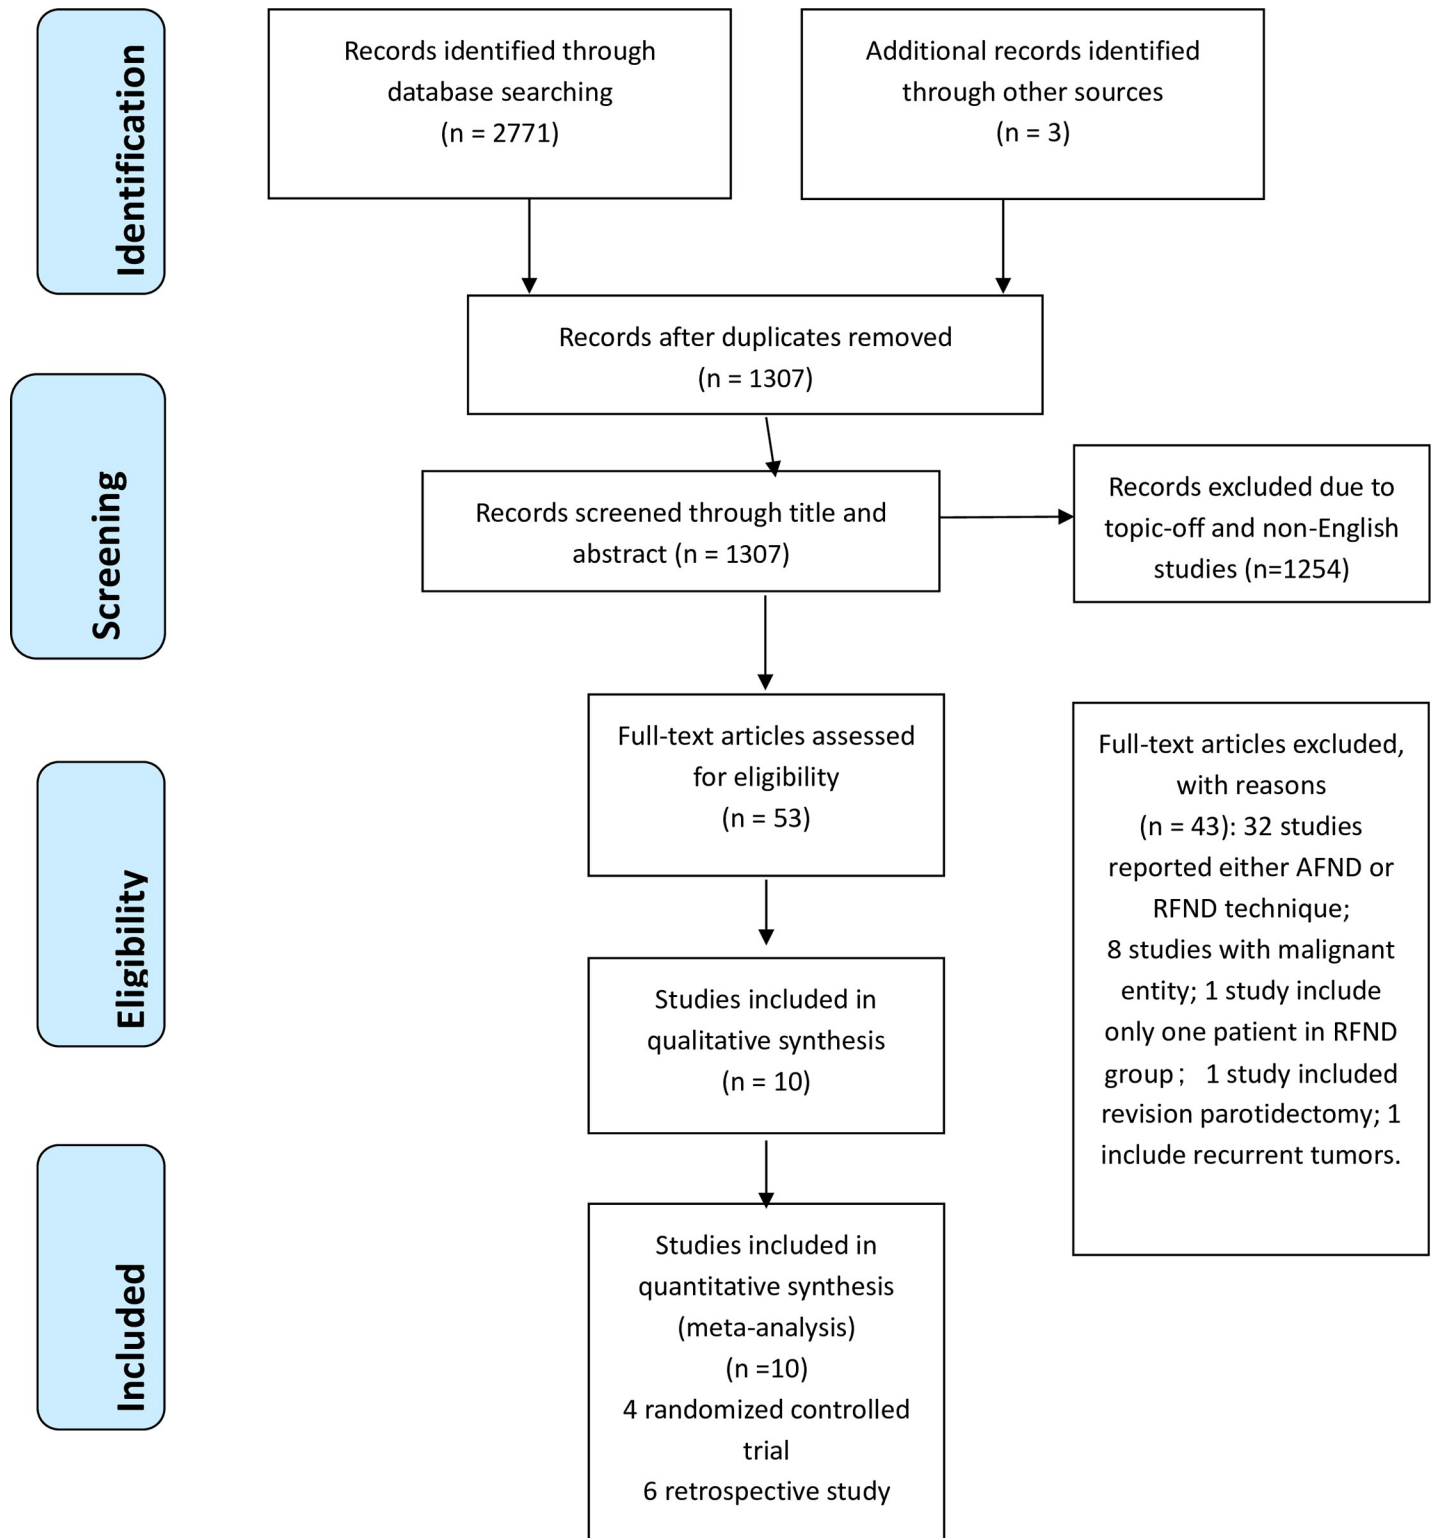 Identification
Records identified through
database searching
(n = 2771)
Additional records identified
through other sources
(n = 3)
Records after duplicates removed
(n = 1307)
Screening
Records screened through title and
abstract (n = 1307)
Records excluded due to
topic-off and non-English
studies (n=1254)
Eligibility
Full-text articles assessed
for eligibility
(n = 53)
Full-text articles excluded,
with reasons
(n = 43): 32 studies
reported either AFND or
RFND technique;
8 studies with malignant
entity; 1 study include
only one patient in RFND
group； 1 study included
revision parotidectomy; 1
include recurrent tumors.
Studies included in
qualitative synthesis
(n = 10)
Included
Studies included in
quantitative synthesis
(meta-analysis)
(n =10)
4 randomized controlled
trial
6 retrospective study